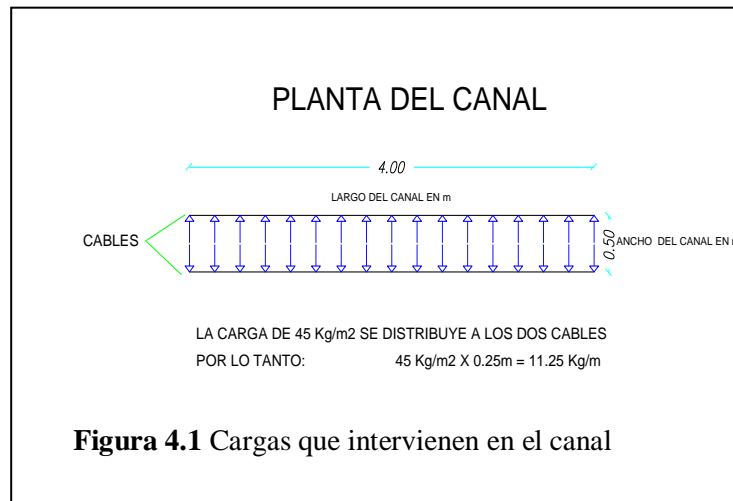 PLANTA DEL CANAL
4.00
LARGO DEL CANAL EN m
CABLES
0.50
ANCHO DEL CANAL EN
LA CARGA DE 45 Kg/m2 SE DISTRIBUYE A LOS DOS CABLES
POR LO TANTO: 45 Kg/m2 X 0.25m = 11.25 Kg/m
Figura 4.1 Cargas que intervienen en el canal